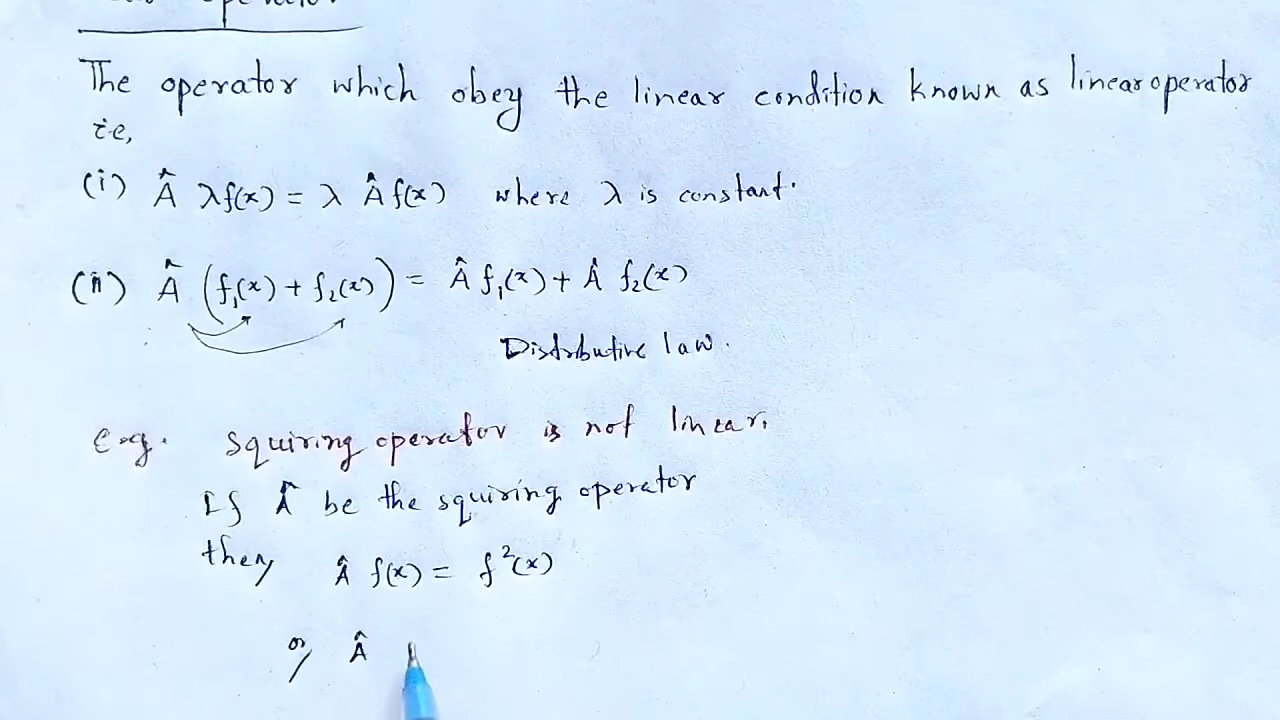 The operator which obey the linear condition known as linear operator
i.e,
(i) Â λf(x) = λ Â f(x) where λ is constant.
(ii) Â (f₁(x) + f₂(x)) = Â f₁(x) + Â f₂(x)
Distributive law.
e.g. squiring operator is not linear.
If Â be the squiring operator
then, Â f(x) = f²(x)
or, Â